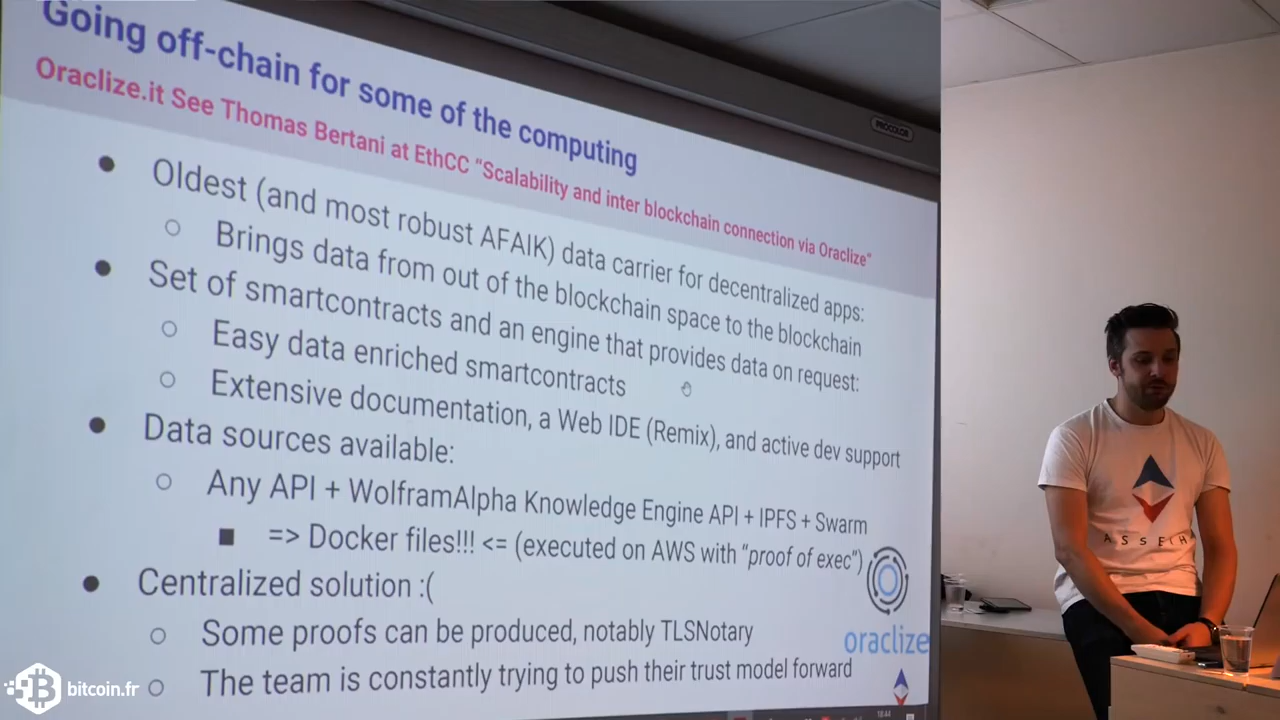 Going off-chain for some of the computing
Oraclize.it See Thomas Bertani at EthCC “Scalability and inter blockchain connection via Oraclize”
● Oldest (and most robust AFAIK) data carrier for decentralized apps:
○ Brings data from out of the blockchain space to the blockchain
● Set of smartcontracts and an engine that provides data on request:
○ Easy data enriched smartcontracts
○ Extensive documentation, a Web IDE (Remix), and active dev support
● Data sources available:
○ Any API + WolframAlpha Knowledge Engine API + IPFS + Swarm
■ => Docker files!!! <= (executed on AWS with “proof of exec”)
● Centralized solution :(
○ Some proofs can be produced, notably TLSNotary
○ The team is constantly trying to push their trust model forward
oraclize
PROCOLOR
ASSETH
bitcoin.fr